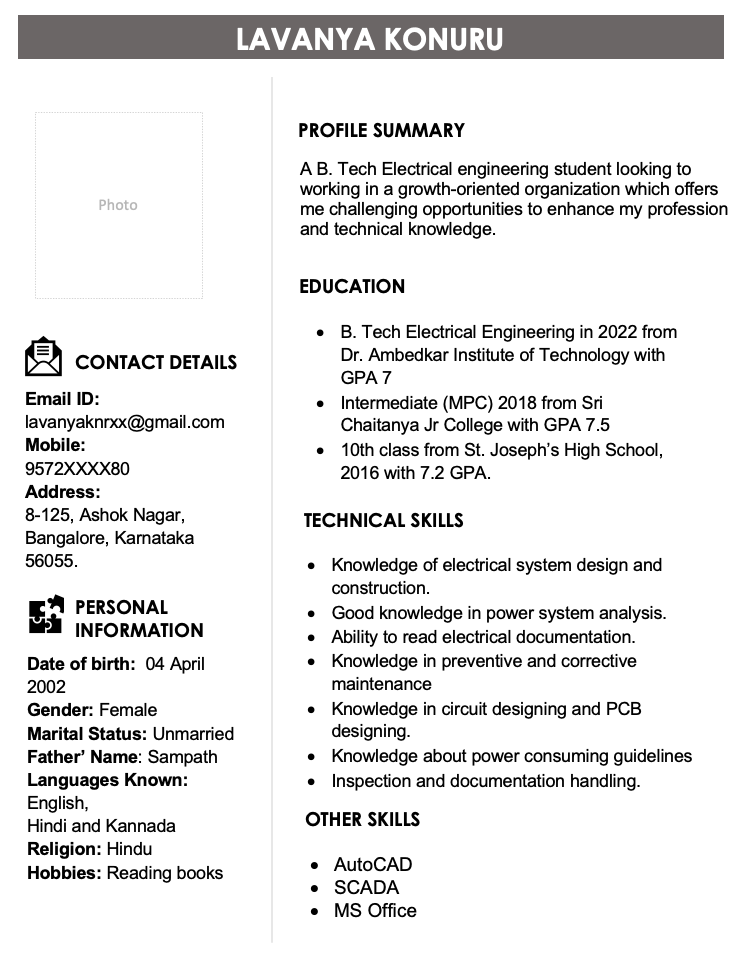 LAVANYA KONURU
Photo
CONTACT DETAILS
Email ID:
lavanyaknrxx@gmail.com
Mobile:
9572XXXX80
Address:
8-125, Ashok Nagar,
Bangalore, Karnataka
56055.
PERSONAL
INFORMATION
Date of birth:  04 April
2002
Gender: Female
Marital Status: Unmarried
Father’ Name: Sampath
Languages Known:
English,
Hindi and Kannada
Religion: Hindu
Hobbies: Reading books
PROFILE SUMMARY
A B. Tech Electrical engineering student looking to
working in a growth-oriented organization which offers
me challenging opportunities to enhance my profession
and technical knowledge.
EDUCATION
• B. Tech Electrical Engineering in 2022 from
Dr. Ambedkar Institute of Technology with
GPA 7
• Intermediate (MPC) 2018 from Sri
Chaitanya Jr College with GPA 7.5
• 10th class from St. Joseph’s High School,
2016 with 7.2 GPA.
TECHNICAL SKILLS
• Knowledge of electrical system design and
construction.
• Good knowledge in power system analysis.
• Ability to read electrical documentation.
• Knowledge in preventive and corrective
maintenance
• Knowledge in circuit designing and PCB
designing.
• Knowledge about power consuming guidelines
• Inspection and documentation handling.
OTHER SKILLS
• AutoCAD
• SCADA
• MS Office